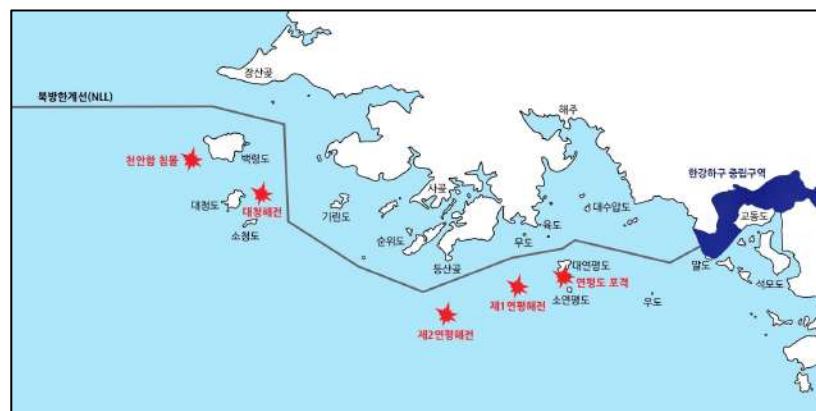 장산곶
북방한계선(NLL)
해주
천안함 침몰
백령도
한강하구 중립구역
사곶
대청도
대청해전
기린도
육도
대수압도
교동도
소청도
순위도
무도
등산곶
대연평도
말도
연평도 포격
석모도
제1연평해전
소연평도
우도
제2연평해전